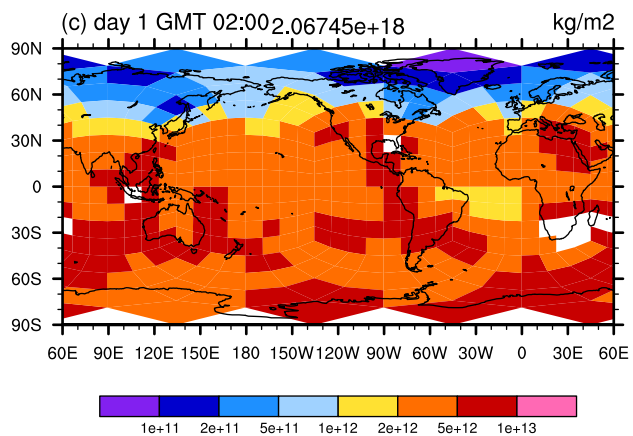 (c) day 1 GMT 02:00 2.06745e+18 kg/m2
90N
60N
30N
0
30S
60S
90S
60E 90E 120E 150E 180 150W 120W 90W 60W 30W 0 30E 60E
1e+11 2e+11 5e+11 1e+12 2e+12 5e+12 1e+13